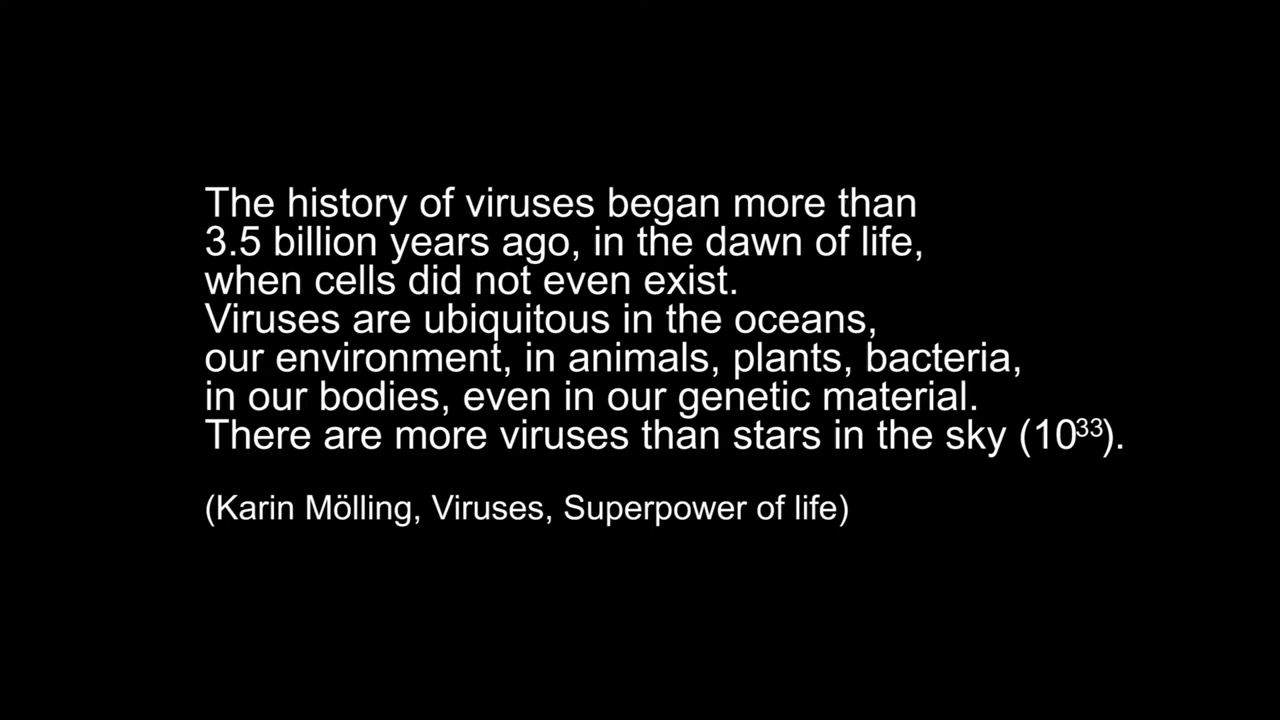 The history of viruses began more than
3.5 billion years ago, in the dawn of life,
when cells did not even exist.
Viruses are ubiquitous in the oceans,
our environment, in animals, plants, bacteria,
in our bodies, even in our genetic material.
There are more viruses than stars in the sky (10³³).
(Karin Mölling, Viruses, Superpower of life)